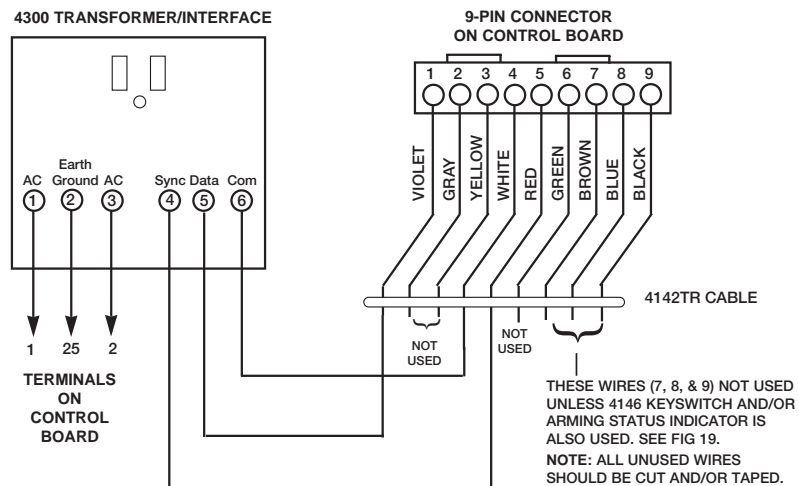 4300 TRANSFORMER/INTERFACE
9-PIN CONNECTOR
ON CONTROL BOARD
1 2 3 4 5 6 7 8 9
VIOLET
GRAY
YELLOW
WHITE
RED
GREEN
BROWN
BLUE
BLACK
Earth
AC Ground AC Sync Data Com
1 2 3 4 5 6
4142TR CABLE
NOT
USED
NOT
USED
1 25 2
TERMINALS
ON
CONTROL
BOARD
THESE WIRES (7, 8, & 9) NOT USED
UNLESS 4146 KEYSWITCH AND/OR
ARMING STATUS INDICATOR IS
ALSO USED. SEE FIG 19.
NOTE: ALL UNUSED WIRES
SHOULD BE CUT AND/OR TAPED.